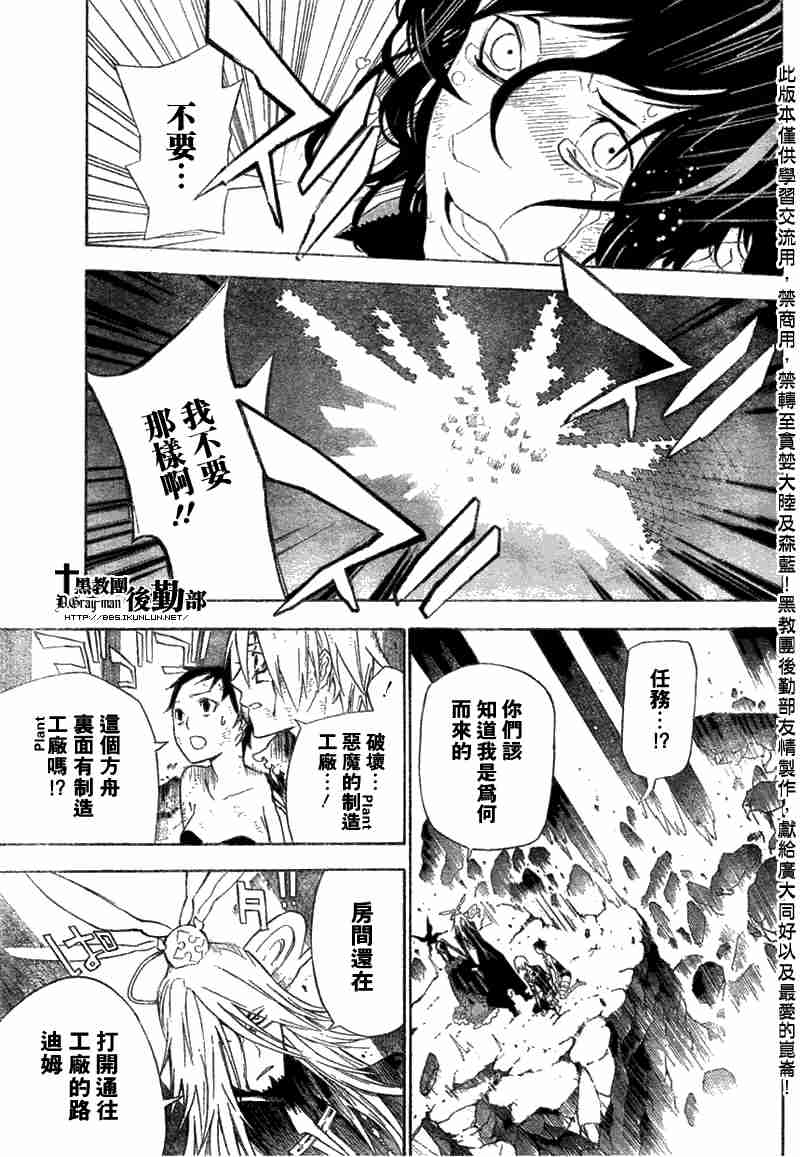 不要…
我不要
那樣啊!!
†黑教團
D.Gray-man 後勤部
HTTP://BBS.IKUNLUN.NET/
任務…!?
你們該
知道我是爲何
而來的
破壞…
惡魔的制造
工廠…!
Plant
這個方舟
裏面有制造
工廠嗎!?
Plant
房間還在
打開通往
工廠的路
迪姆
ぱ
此版本僅供學習交流用，禁商用，禁轉至貪婪大陸及森藍！黑教團後勤部友情製作，獻給廣大同好以及最愛的崑崙！